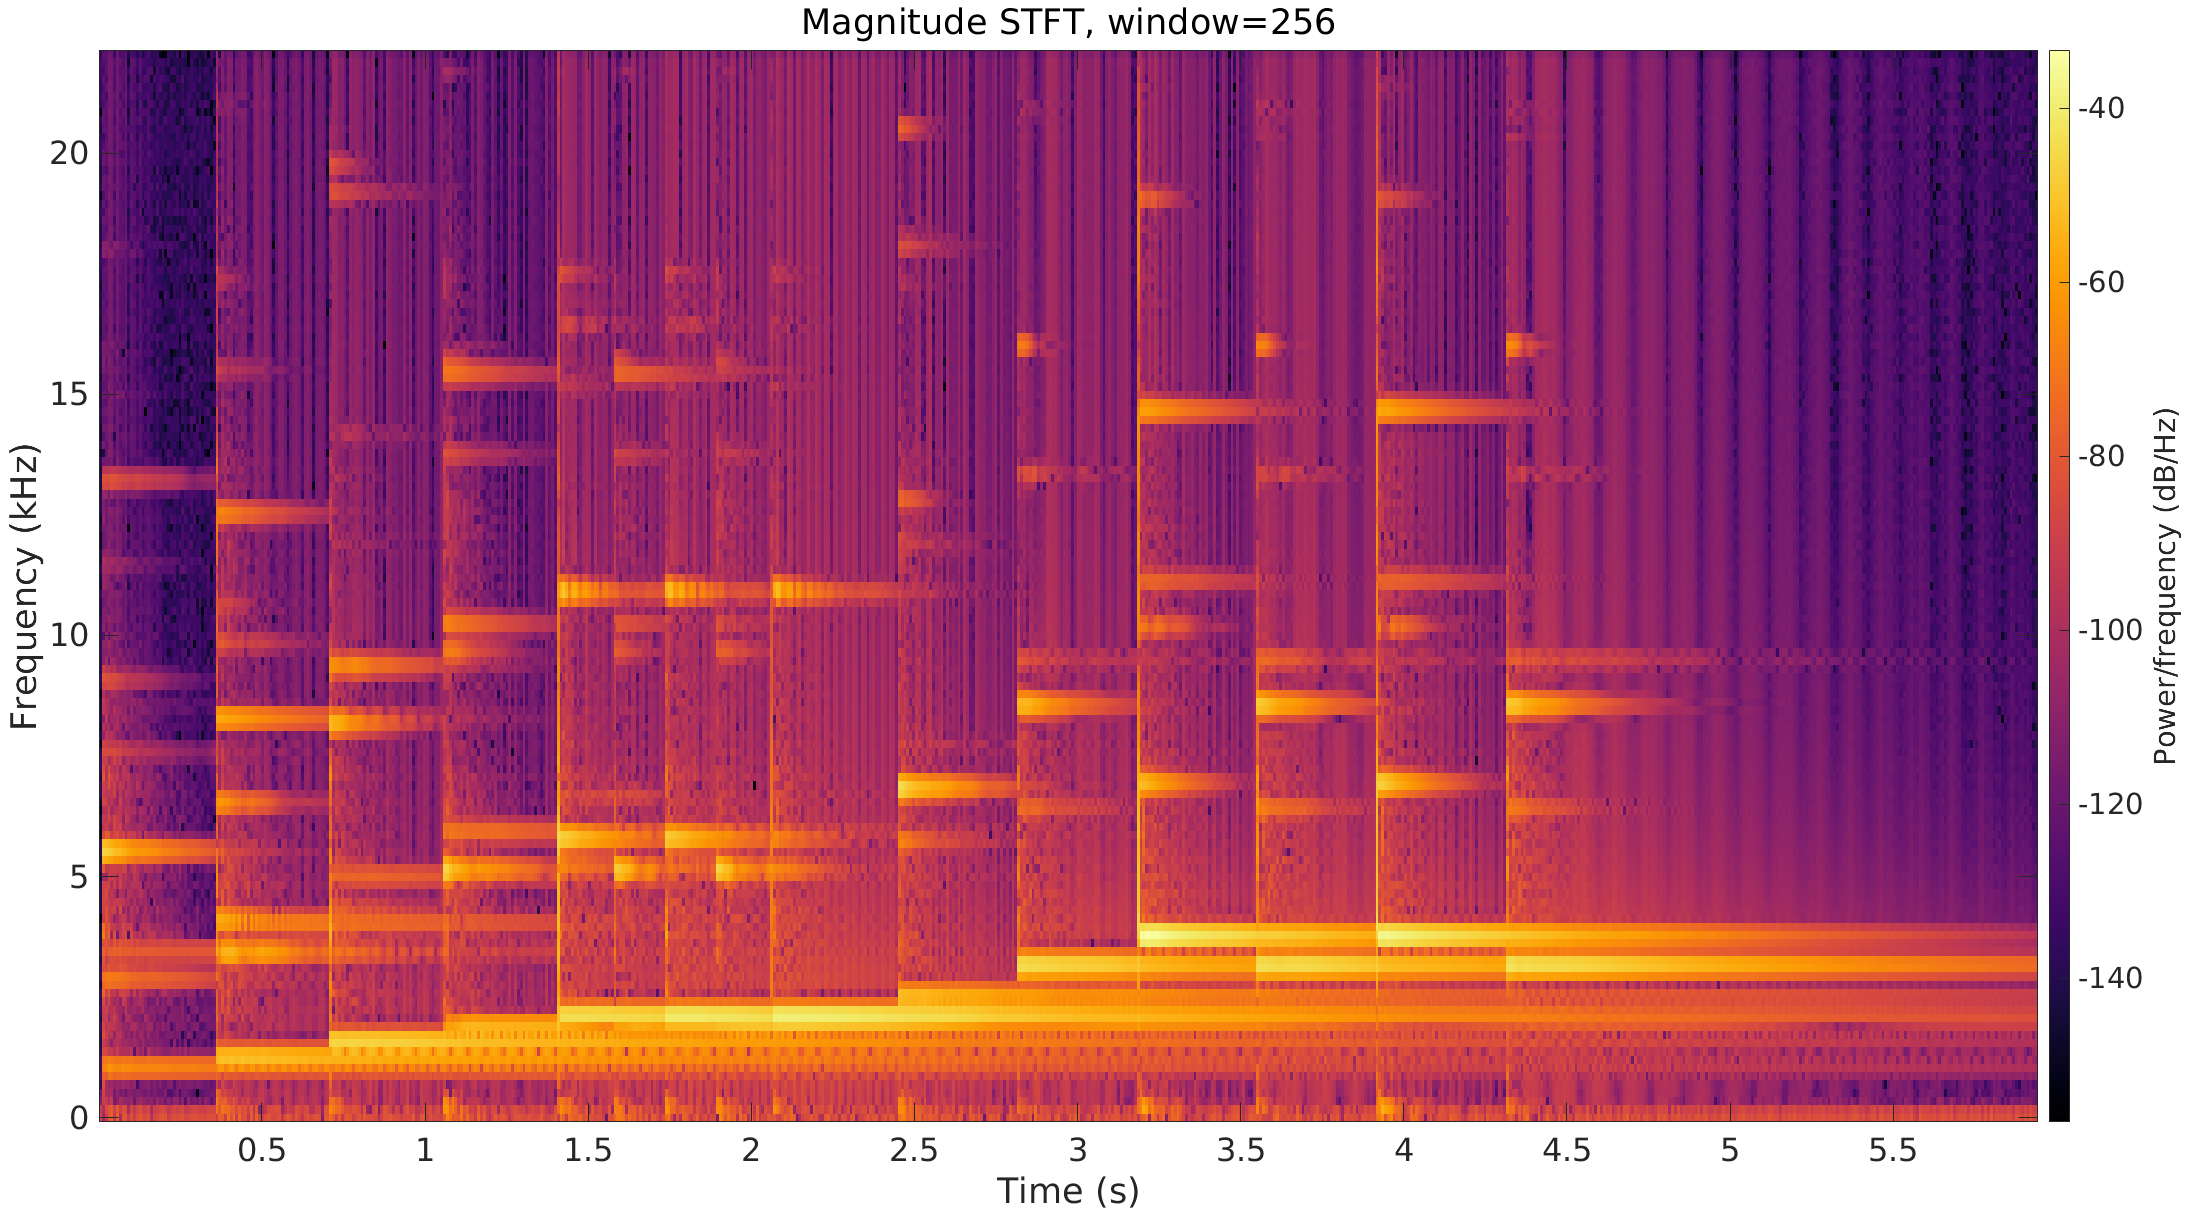 Magnitude STFT, window=256
20
15
10
5
0
Frequency (kHz)
0.5 1 1.5 2 2.5 3 3.5 4 4.5 5 5.5
Time (s)
-40
-60
-80
-100
-120
-140
Power/frequency (dB/Hz)